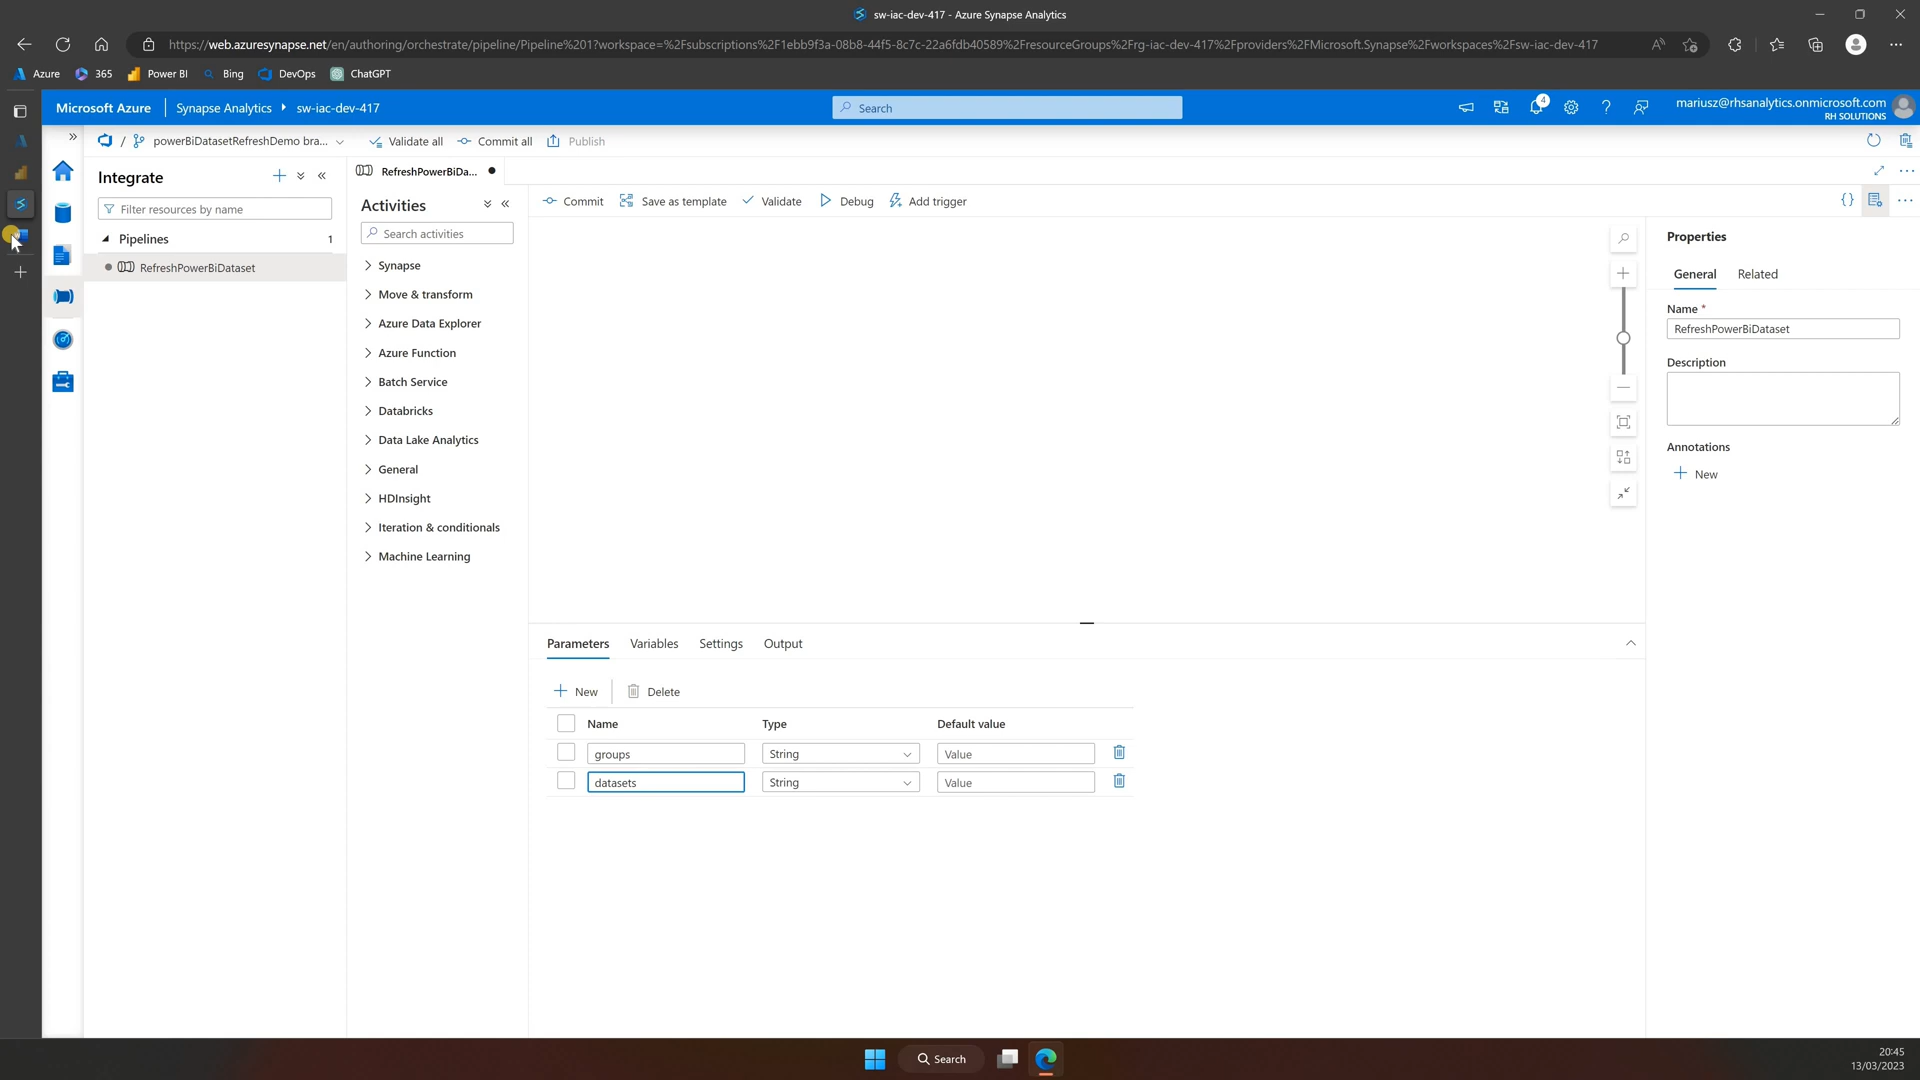 sw-iac-dev-417 - Azure Synapse Analytics
https://web.azuresynapse.net/en/authoring/orchestrate/pipeline/Pipeline%201?workspace=%2Fsubscriptions%2F1ebb9f3a-08b8-44f5-8c7c-22a6fdb40589%2FresourceGroups%2Frg-iac-dev-417%2Fproviders%2FMicrosoft.Synapse%2Fworkspaces%2Fsw-iac-dev-417
Azure 365 Power BI Bing DevOps ChatGPT
Microsoft Azure Synapse Analytics sw-iac-dev-417 Search 4 mariusz@rhsanalytics.onmicrosoft.com
RH SOLUTIONS
/ powerBiDatasetRefreshDemo bra... Validate all Commit all Publish
Integrate
RefreshPowerBiDa...
Commit Save as template Validate Debug Add trigger
Filter resources by name
Pipelines 1
RefreshPowerBiDataset
Activities
Search activities
Synapse
Move & transform
Azure Data Explorer
Azure Function
Batch Service
Databricks
Data Lake Analytics
General
HDInsight
Iteration & conditionals
Machine Learning
Properties
General Related
Name *
RefreshPowerBiDataset
Description
Annotations
New
Parameters Variables Settings Output
New Delete
Name Type Default value
groups String Value
datasets String Value
Search
20:45
13/03/2023